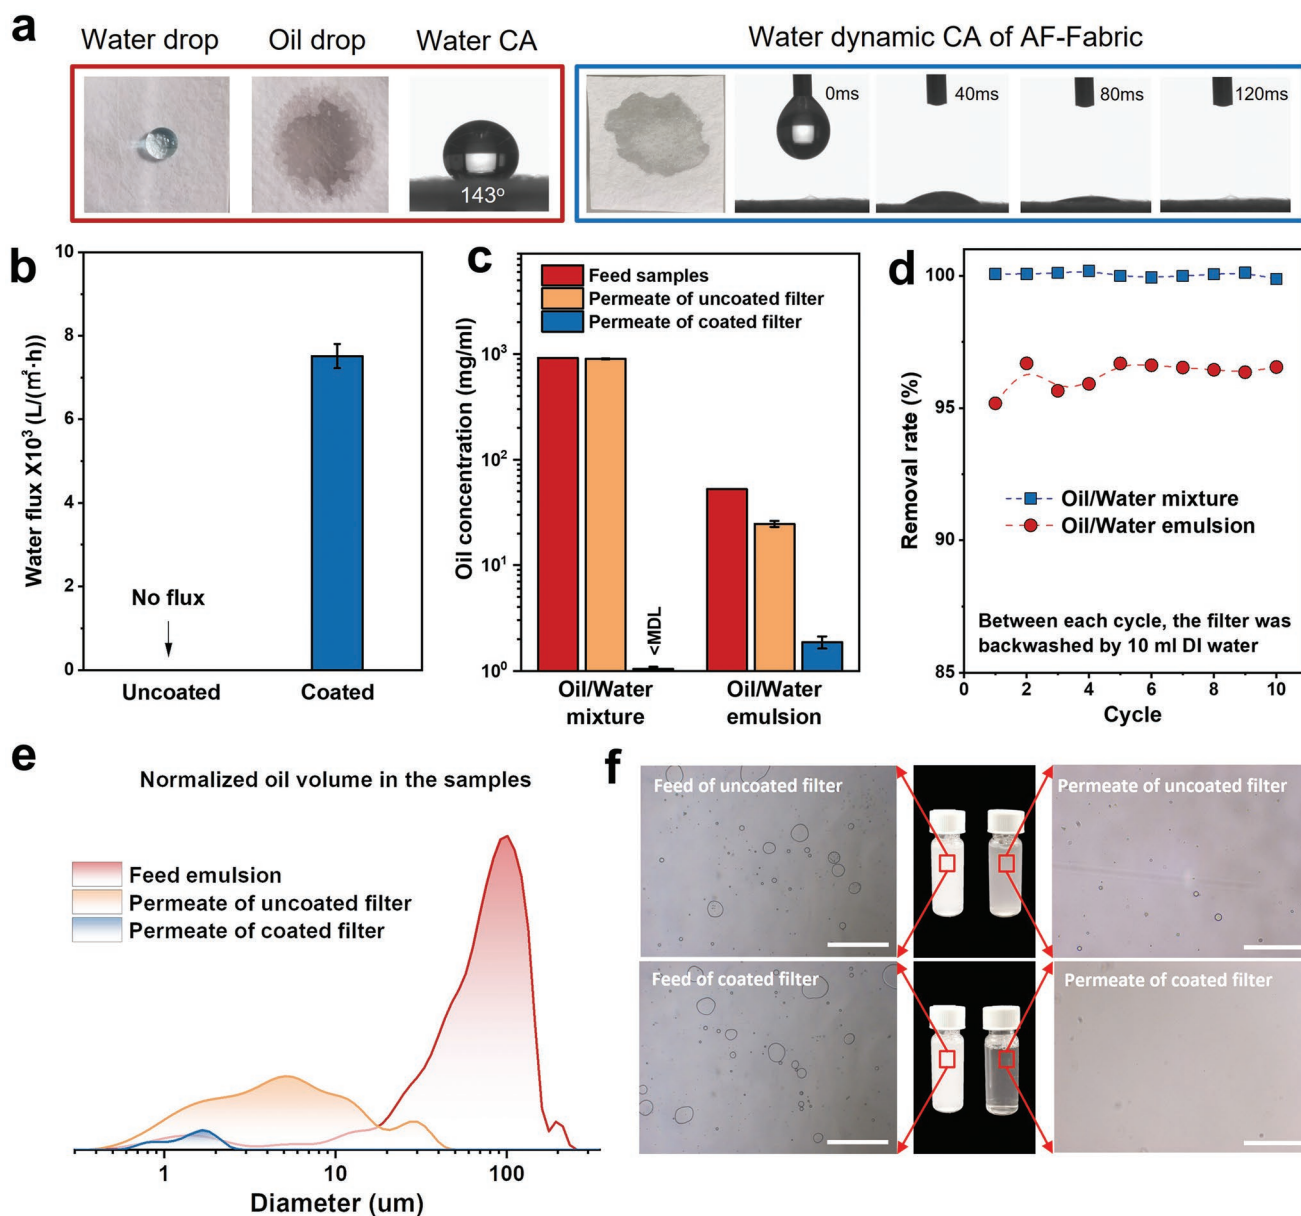 a
Water drop
Oil drop
Water CA
Water dynamic CA of AF-Fabric
143°
0ms
40ms
80ms
120ms
b
Water flux X10³ (L/(m²·h))
10
8
6
4
2
0
No flux
Uncoated
Coated
c
Feed samples
Permeate of uncoated filter
Permeate of coated filter
Oil concentration (mg/ml)
10³
10²
10¹
10⁰
<MDL
Oil/Water
mixture
Oil/Water
emulsion
d
Removal rate (%)
100
95
90
85
Oil/Water mixture
Oil/Water emulsion
Between each cycle, the filter was
backwashed by 10 ml DI water
0
2
4
6
8
10
Cycle
e
Normalized oil volume in the samples
Feed emulsion
Permeate of uncoated filter
Permeate of coated filter
1
10
100
Diameter (um)
f
Feed of uncoated filter
Permeate of uncoated filter
Feed of coated filter
Permeate of coated filter